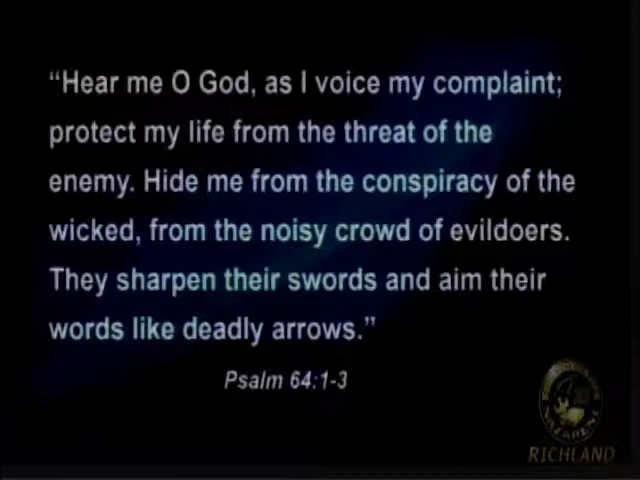 “Hear me O God, as I voice my complaint;
protect my life from the threat of the
enemy. Hide me from the conspiracy of the
wicked, from the noisy crowd of evildoers.
They sharpen their swords and aim their
words like deadly arrows.”
Psalm 64:1-3
NAZARENE
RICHLAND